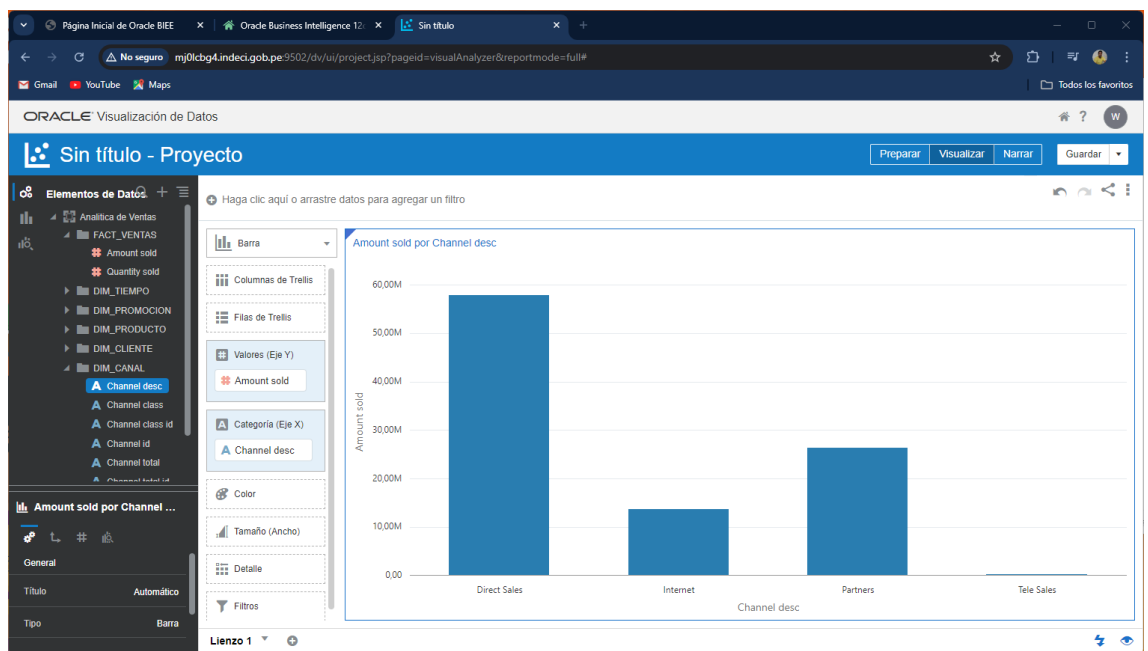 Página Inicial de Oracle BIEE
Oracle Business Intelligence 12c
Sin título
No seguro
mj0lcbg4.indeci.gob.pe:9502/dv/ui/project.jsp?pageid=visualAnalyzer&reportmode=full#
Gmail
YouTube
Maps
Todos los favoritos
ORACLE Visualización de Datos
W
Sin título - Proyecto
Preparar
Visualizar
Narrar
Guardar
Elementos de Datos
Analitica de Ventas
FACT_VENTAS
Amount sold
Quantity sold
DIM_TIEMPO
DIM_PROMOCION
DIM_PRODUCTO
DIM_CLIENTE
DIM_CANAL
Channel desc
Channel class
Channel class id
Channel id
Channel total
Channel total id
Amount sold por Channel ...
General
Título Automático
Tipo Barra
Haga clic aquí o arrastre datos para agregar un filtro
Barra
Columnas de Trellis
Filas de Trellis
Valores (Eje Y)
Amount sold
Categoría (Eje X)
Channel desc
Color
Tamaño (Ancho)
Detalle
Filtros
Amount sold por Channel desc
60,00M
50,00M
40,00M
30,00M
20,00M
10,00M
0,00
Amount sold
Direct Sales
Internet
Partners
Tele Sales
Channel desc
Lienzo 1